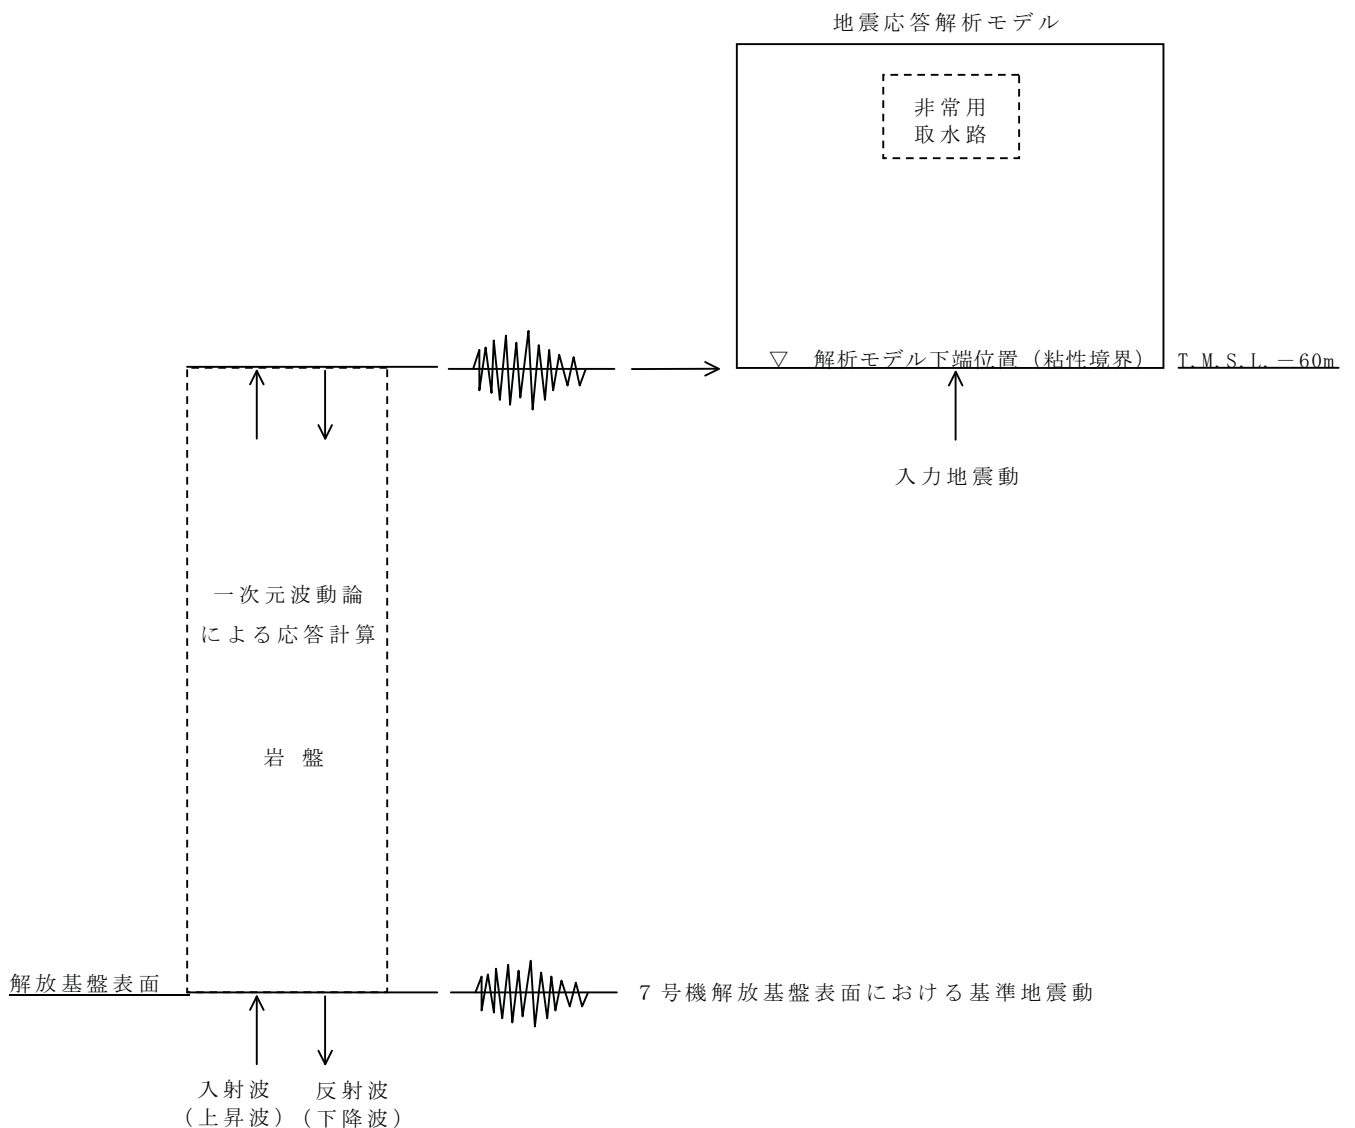 地震応答解析モデル
非常用
取水路
▽ 解析モデル下端位置（粘性境界） T.M.S.L. －60m
入力地震動
一次元波動論
による応答計算
岩 盤
解放基盤表面
7号機解放基盤表面における基準地震動
入射波 反射波
(上昇波) (下降波)